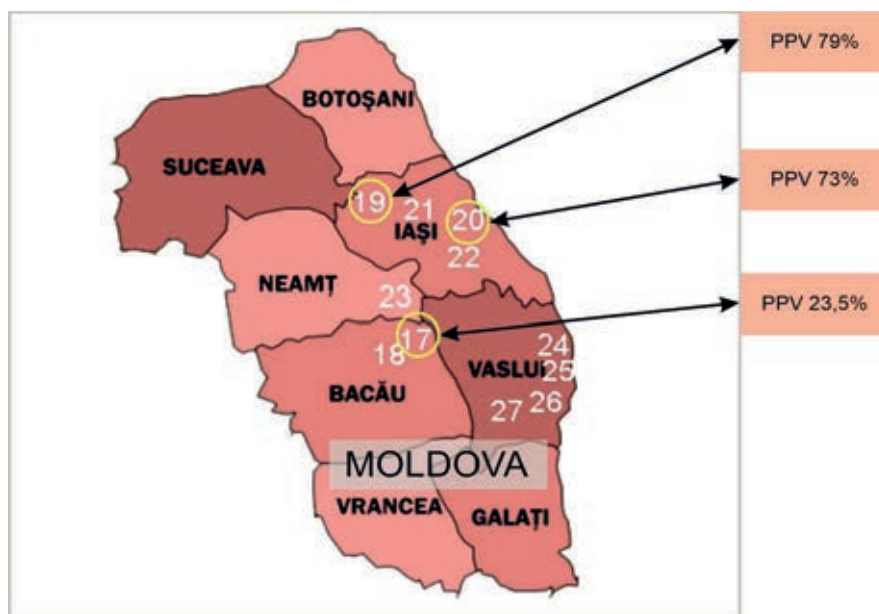 PPV 79%
BOTOȘANI
SUCEAVA
PPV 73%
19
21
20
IAȘI
22
NEAMȚ
23
PPV 23,5%
17
18
24
VASLUI
25
BACĂU
26
27
MOLDOVA
VRANCEA
GALAȚI